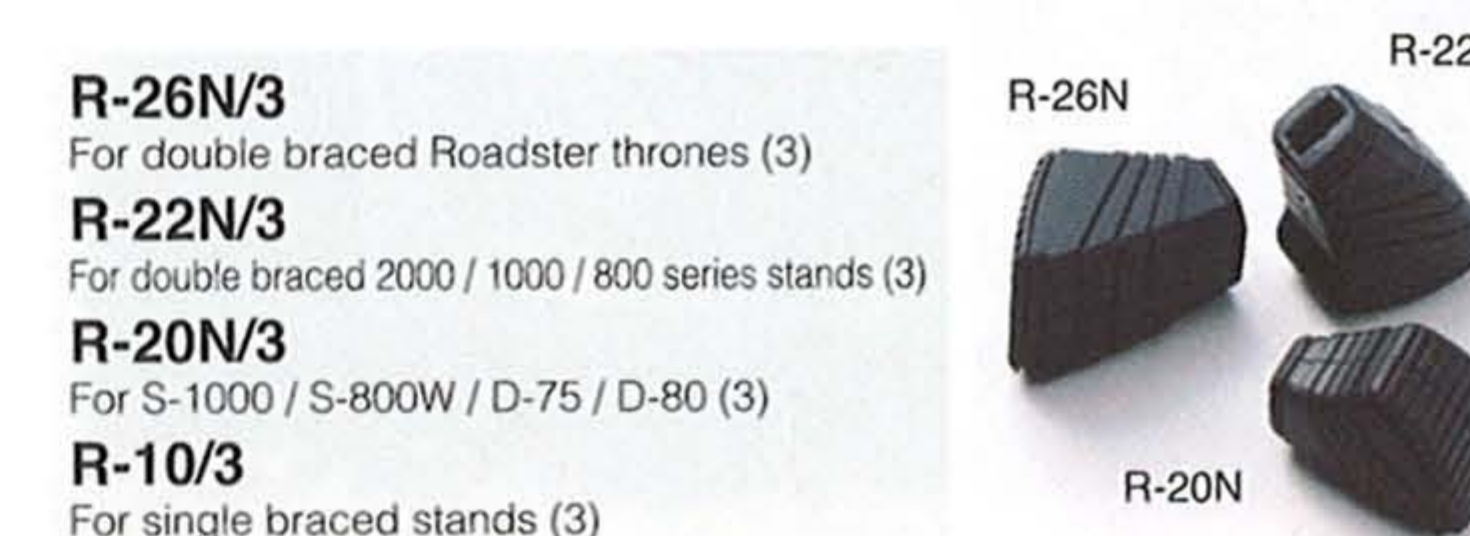 R-26N/3
For double braced Roadster thrones (3)
R-22N/3
For double braced 2000 / 1000 / 800 series stands (3)
R-20N/3
For S-1000 / S-800W / D-75 / D-80 (3)
R-10/3
For single braced stands (3)
R-26N
R-22
R-20N